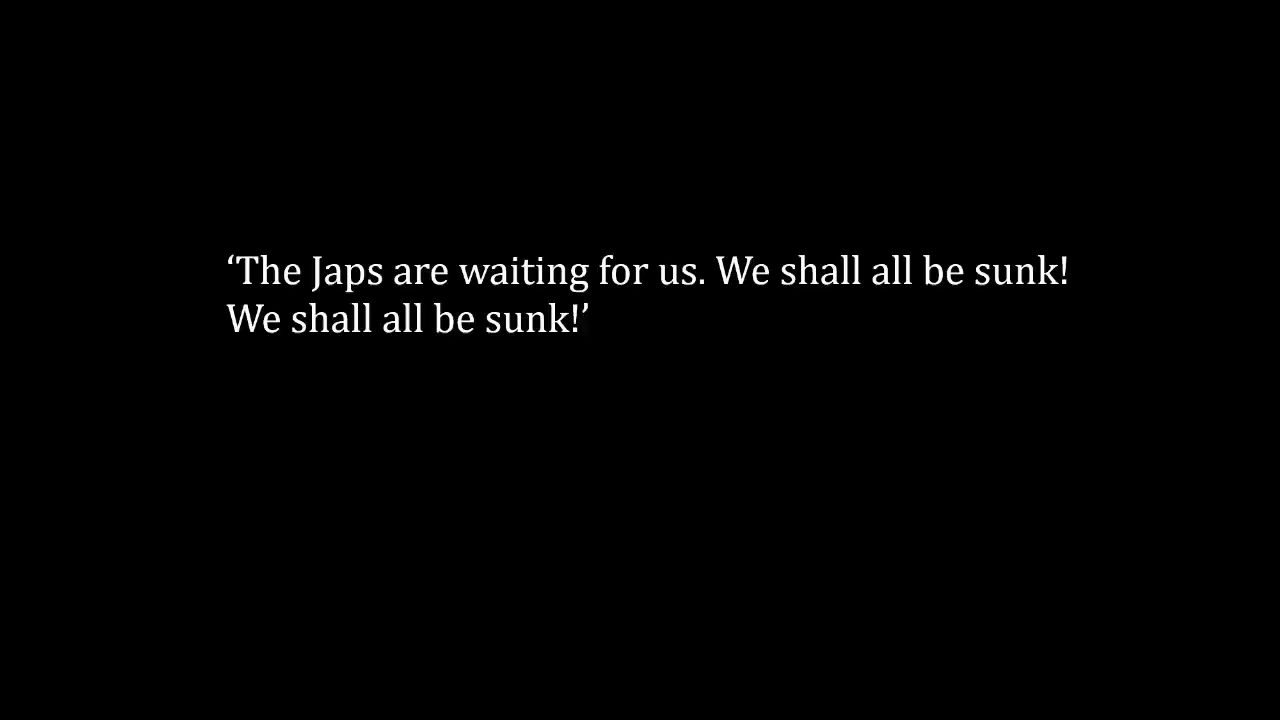 ‘The Japs are waiting for us. We shall all be sunk!
We shall all be sunk!’